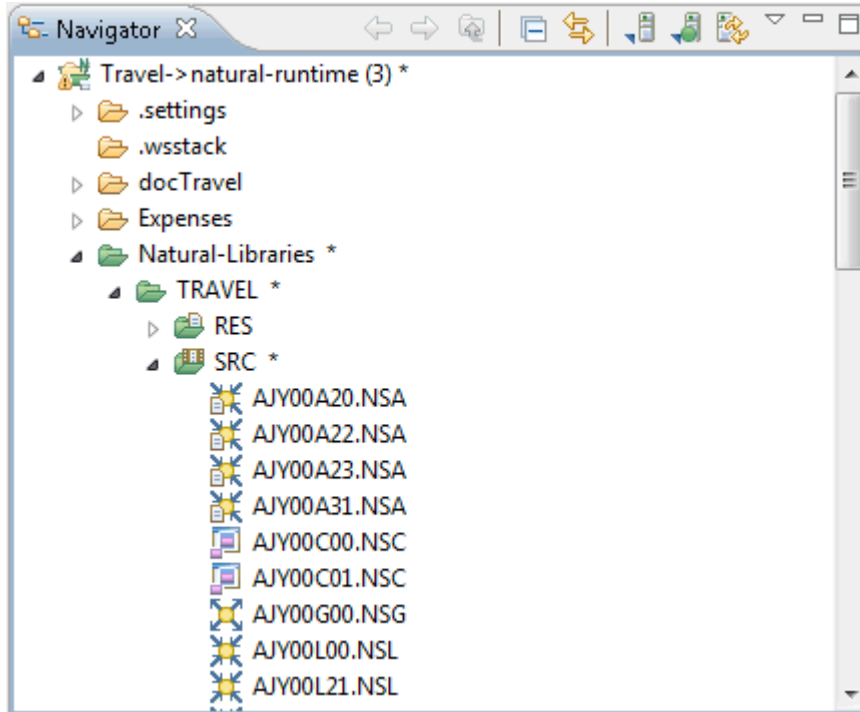 Navigator
Travel->natural-runtime (3) *
.settings
.wsstack
docTravel
Expenses
Natural-Libraries *
TRAVEL *
RES
SRC *
AJY00A20.NSA
AJY00A22.NSA
AJY00A23.NSA
AJY00A31.NSA
AJY00C00.NSC
AJY00C01.NSC
AJY00G00.NSG
AJY00L00.NSL
AJY00L21.NSL